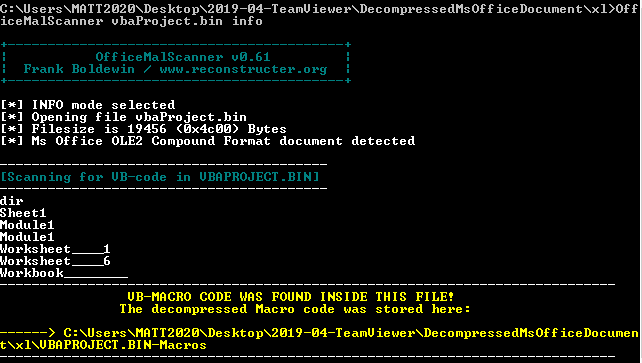 C:\Users\MATT2020\Desktop\2019-04-TeamViewer\DecompressedMsOfficeDocument\xl>Off
iceMalScanner vbaProject.bin info
+------------------------------------------+
|           OfficeMalScanner v0.61         |
|  Frank Boldewin / www.reconstructer.org  |
+------------------------------------------+
[*] INFO mode selected
[*] Opening file vbaProject.bin
[*] Filesize is 19456 (0x4c00) Bytes
[*] Ms Office OLE2 Compound Format document detected
-----------------------------------------
[Scanning for VB-code in VBAPROJECT.BIN]
-----------------------------------------
dir
Sheet1
Module1
Module1
Worksheet____1
Worksheet____6
Workbook________
-----------------------------------------------------------------------------
VB-MACRO CODE WAS FOUND INSIDE THIS FILE!
The decompressed Macro code was stored here:
------> C:\Users\MATT2020\Desktop\2019-04-TeamViewer\DecompressedMsOfficeDocumen
t\xl\VBAPROJECT.BIN-Macros
-----------------------------------------------------------------------------